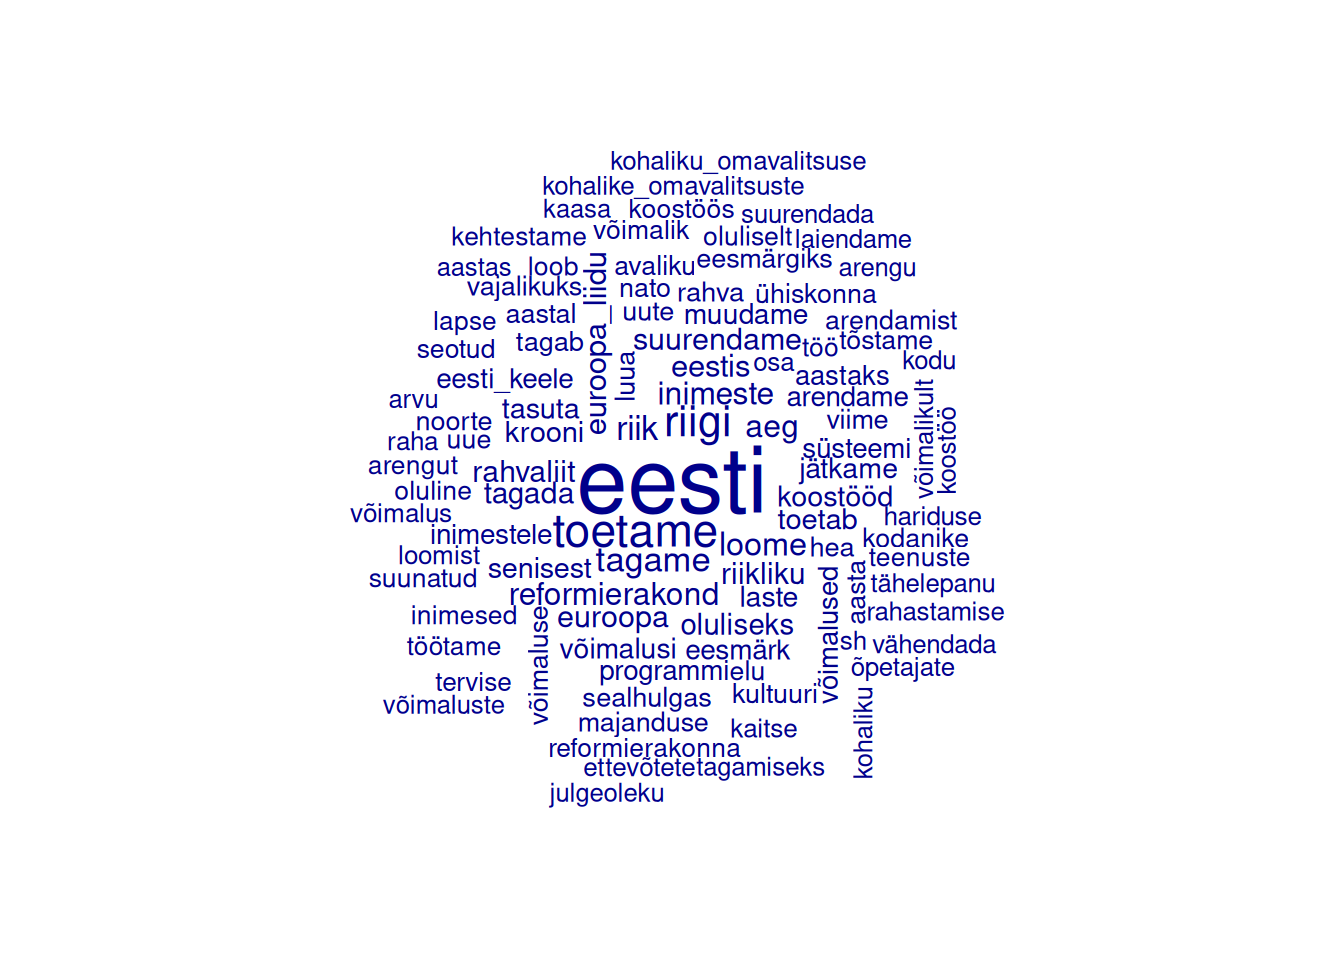 kohaliku_omavalitsuse
kohalike_omavalitsuste
kaasa koostöös suurendada
kehtestame võimalik oluliselt laiendame
aastas loob avaliku eesmärgiks arengu
vajalikuks europa_liidu nato rahva ühiskonna
lapse aastal uute muudame arendamist
seotud tagab luua suurendame töö tõstame
eesti_keele eestis osa aastaks kodu
arvu inimeste arendame võimalikult
noorte tasuta riik riigi aeg viime koostöö
raha uue krooni süsteemi
arengut rahvaliit eesti jätkame
oluline tagada koostööd
võimalus toetame toetab hariduse
inimestele loome hea kodanike
loomist senisest tagame riikliku teenuste
suunatud reformierakond laste võimalused aasta tähelepanu
inimesed võimaluse euroopa oluliseks rahastamise
töötame võimalusi eesmärk sh vähendada
programmielu õpetajate
tervise sealhulgas kultuuri
võimaluste majanduse kaitse kohaliku
reformierakonna
ettevõtete tagamiseks
julgeoleku